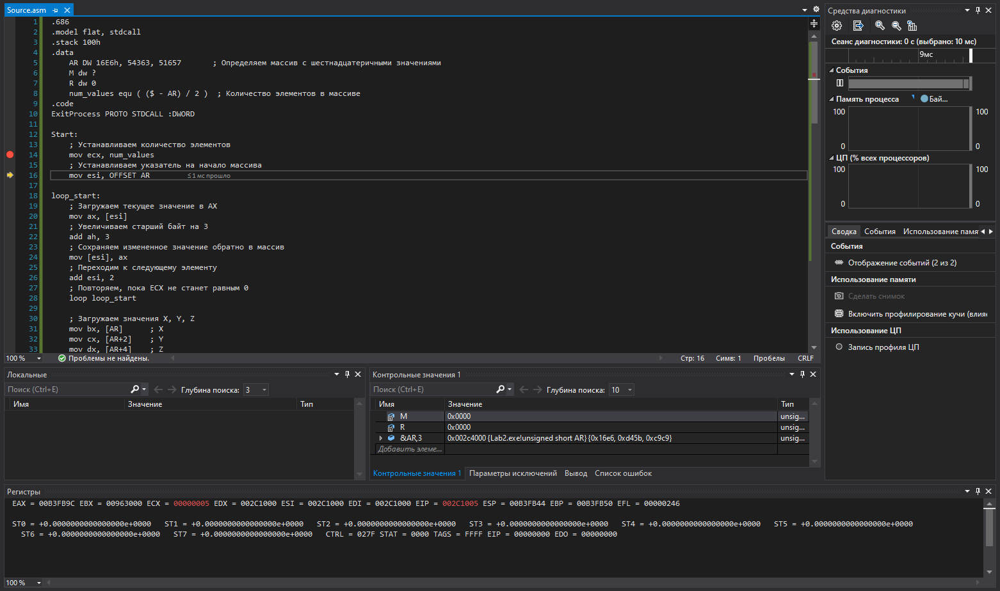 Source.asm
1 .686
2 .model flat, stdcall
3 .stack 100h
4 .data
5 AR DW 16E6h, 54363, 51657 ; Определяем массив с шестнадцатеричными значениями
6 M dw ?
7 R dw 0
8 num_values equ ( ($ - AR) / 2 ) ; Количество элементов в массиве
9 .code
10 ExitProcess PROTO STDCALL :DWORD
11
12 Start:
13 ; Устанавливаем количество элементов
14 mov ecx, num_values
15 ; Устанавливаем указатель на начало массива
16 mov esi, OFFSET AR ≤ 1 мс прошло
17
18 loop_start:
19 ; Загружаем текущее значение в AX
20 mov ax, [esi]
21 ; Увеличиваем старший байт на 3
22 add ah, 3
23 ; Сохраняем измененное значение обратно в массив
24 mov [esi], ax
25 ; Переходим к следующему элементу
26 add esi, 2
27 ; Повторяем, пока ECX не станет равным 0
28 loop loop_start
29
30 ; Загружаем значения X, Y, Z
31 mov bx, [AR] ; X
32 mov cx, [AR+2] ; Y
33 mov dx, [AR+4] ; Z
100 % Проблемы не найдены. Стр: 16 Симв: 1 Пробелы CRLF
Средства диагностики
Сеанс диагностики: 0 с (выбрано: 10 мс)
9мс
События
Память процесса Бай...
100 100
0 0
ЦП (% всех процессоров)
100 100
0 0
Сводка События Использование памя
События
Отображение событий (2 из 2)
Использование памяти
Сделать снимок
Включить профилирование кучи (влия
Использование ЦП
Запись профиля ЦП
Локальные
Поиск (Ctrl+E) Глубина поиска: 3
Имя Значение Тип
Контрольные значения 1
Поиск (Ctrl+E) Глубина поиска: 10
Имя Значение Тип
M 0x0000 unsig...
R 0x0000 unsig...
&AR,3 0x002c4000 {Lab2.exe!unsigned short AR} {0x16e6, 0xd45b, 0xc9c9} unsig...
Добавить элеме...
Контрольные значения 1 Параметры исключений Вывод Список ошибок
Регистры
EAX = 00B3FB9C EBX = 00963000 ECX = 00000005 EDX = 002C1000 ESI = 002C1000 EDI = 002C1000 EIP = 002C1005 ESP = 00B3FB44 EBP = 00B3FB50 EFL = 00000246
ST0 = +0.0000000000000000e+0000 ST1 = +0.0000000000000000e+0000 ST2 = +0.0000000000000000e+0000 ST3 = +0.0000000000000000e+0000 ST4 = +0.0000000000000000e+0000 ST5 = +0.0000000000000000e+0000
ST6 = +0.0000000000000000e+0000 ST7 = +0.0000000000000000e+0000 CTRL = 027F STAT = 0000 TAGS = FFFF EIP = 00000000 EDO = 00000000
100 %